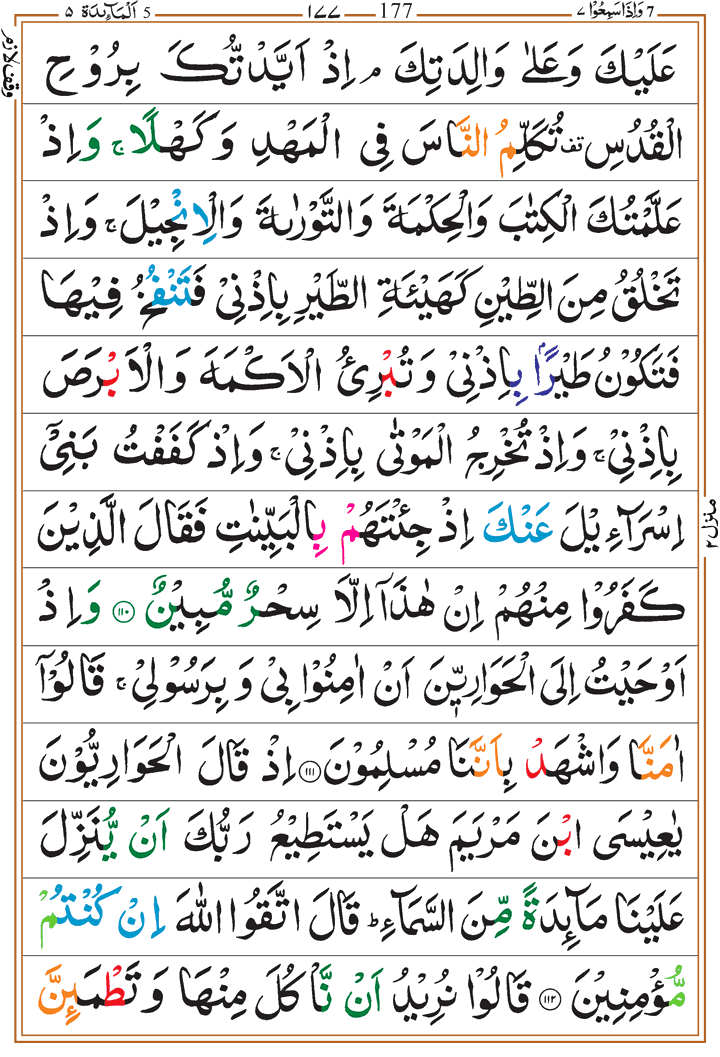 ٥ اَلْمَآئِدَة 5 ١٧٧ 177 وَاِذَا سَمِعُوْا ٧ 7
وقف لازم
عَلَيْكَ وَعَلٰى وَالِدَتِكَ ۘ اِذْ اَيَّدْتُّكَ بِرُوْحِ
الْقُدُسِ قف تُكَلِّمُ النَّاسَ فِى الْمَهْدِ وَكَهْلًا ۚ وَاِذْ
عَلَّمْتُكَ الْكِتٰبَ وَالْحِكْمَةَ وَالتَّوْرٰىةَ وَالْاِنْجِيْلَ ۚ وَاِذْ
تَخْلُقُ مِنَ الطِّيْنِ كَهَيْئَةِ الطَّيْرِ بِاِذْنِىْ فَتَنْفُخُ فِيْهَا
فَتَكُوْنُ طَيْرًاۢ بِاِذْنِىْ وَتُبْرِئُ الْاَكْمَهَ وَالْاَبْرَصَ
بِاِذْنِىْ ۚ وَاِذْ تُخْرِجُ الْمَوْتٰى بِاِذْنِىْ ۚ وَاِذْ كَفَفْتُ بَنِىْۤ
اِسْرَآءِيْلَ عَنْكَ اِذْ جِئْتَهُمْ بِالْبَيِّنٰتِ فَقَالَ الَّذِيْنَ
كَفَرُوْا مِنْهُمْ اِنْ هٰذَاۤ اِلَّا سِحْرٌ مُّبِيْنٌ ١١٠ وَاِذْ
اَوْحَيْتُ اِلَى الْحَوَارِيّٖنَ اَنْ اٰمِنُوْا بِىْ وَبِرَسُوْلِىْ ۚ قَالُوْۤا
اٰمَنَّا وَاشْهَدْ بِاَنَّنَا مُسْلِمُوْنَ ١١١ اِذْ قَالَ الْحَوَارِيُّوْنَ
يٰعِيْسَى ابْنَ مَرْيَمَ هَلْ يَسْتَطِيْعُ رَبُّكَ اَنْ يُّنَزِّلَ
عَلَيْنَا مَآئِدَةً مِّنَ السَّمَآءِ ؕ قَالَ اتَّقُوا اللّٰهَ اِنْ كُنْتُمْ
مُّؤْمِنِيْنَ ١١٢ قَالُوْا نُرِيْدُ اَنْ نَّاْكُلَ مِنْهَا وَتَطْمَئِنَّ
منزل ٢